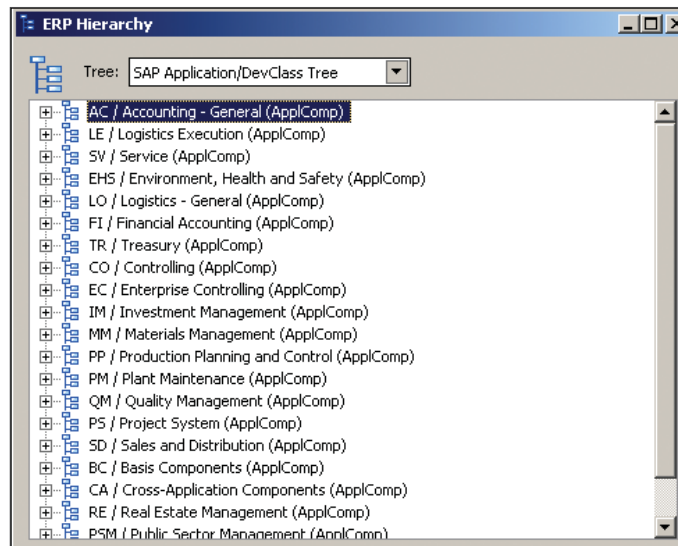 ERP Hierarchy
Tree: SAP Application/DevClass Tree
AC / Accounting - General (ApplComp)
LE / Logistics Execution (ApplComp)
SV / Service (ApplComp)
EHS / Environment, Health and Safety (ApplComp)
LO / Logistics - General (ApplComp)
FI / Financial Accounting (ApplComp)
TR / Treasury (ApplComp)
CO / Controlling (ApplComp)
EC / Enterprise Controlling (ApplComp)
IM / Investment Management (ApplComp)
MM / Materials Management (ApplComp)
PP / Production Planning and Control (ApplComp)
PM / Plant Maintenance (ApplComp)
QM / Quality Management (ApplComp)
PS / Project System (ApplComp)
SD / Sales and Distribution (ApplComp)
BC / Basis Components (ApplComp)
CA / Cross-Application Components (ApplComp)
RE / Real Estate Management (ApplComp)
PSM / Public Sector Management (ApplComp)